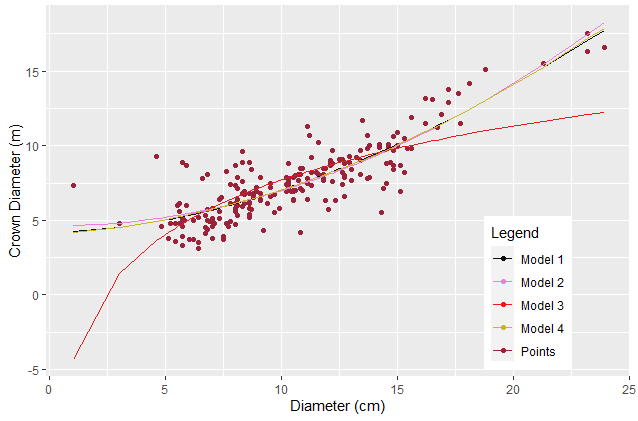 15
10
5
0
-5
Crown Diameter (m)
0
5
10
15
20
25
Diameter (cm)
Legend
Model 1
Model 2
Model 3
Model 4
Points